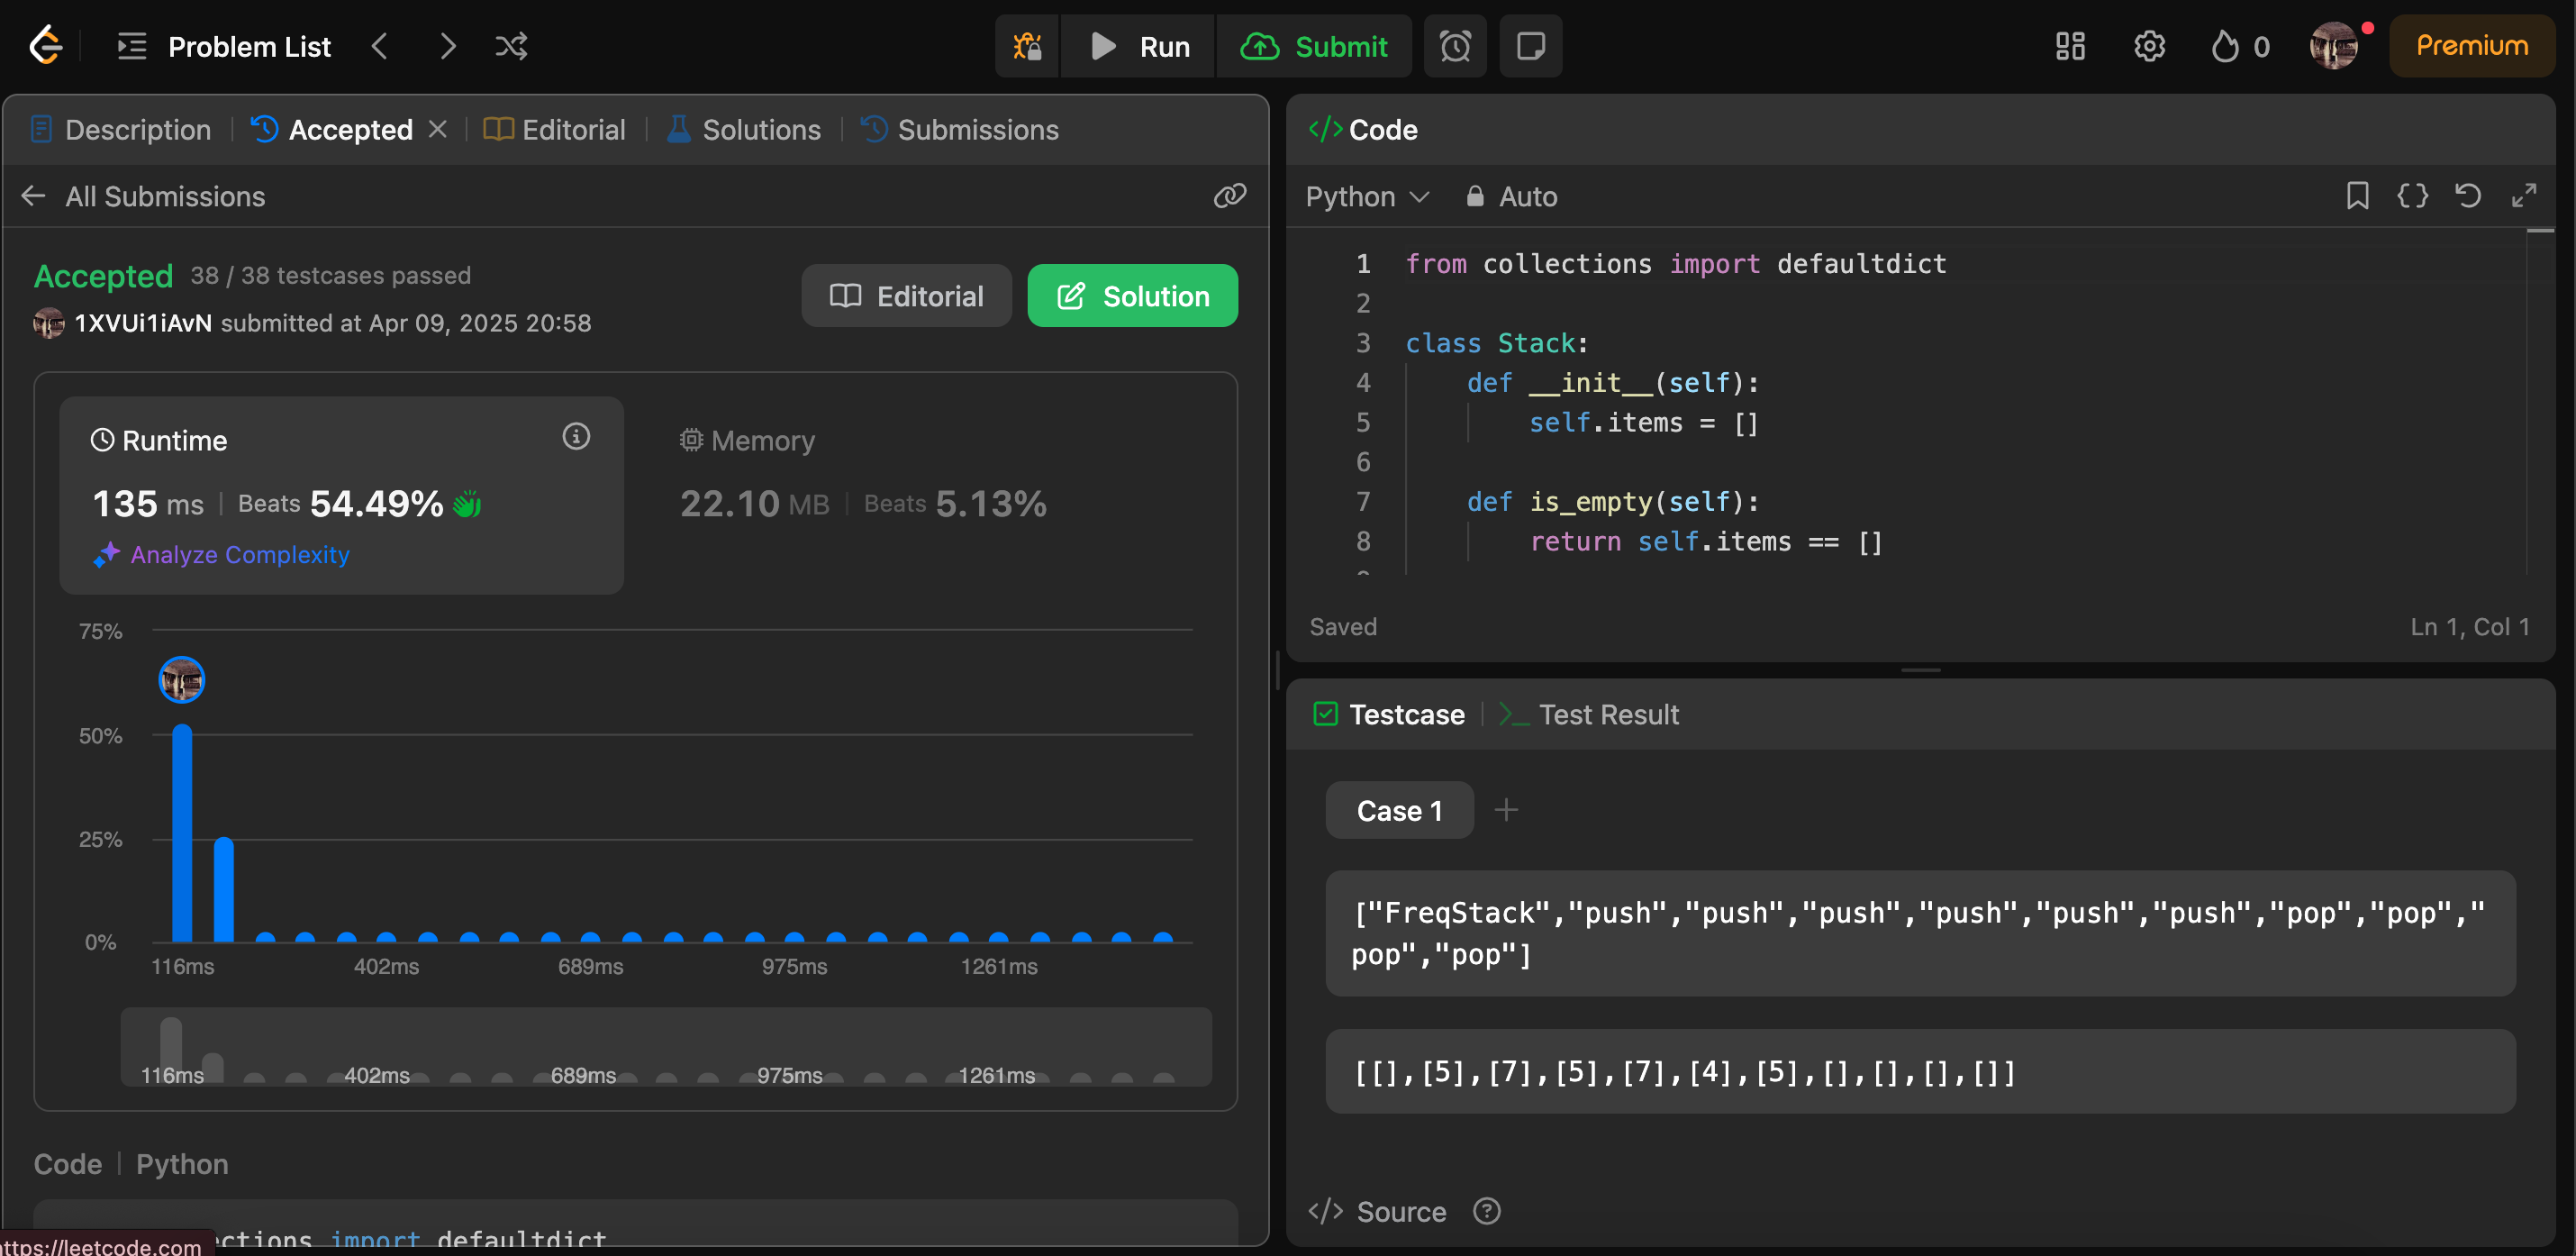 Problem List
Run
Submit
0
Premium
Description
Accepted
Editorial
Solutions
Submissions
All Submissions
Accepted 38 / 38 testcases passed
1XVUi1iAvN submitted at Apr 09, 2025 20:58
Editorial
Solution
Runtime
135 ms | Beats 54.49%
Analyze Complexity
Memory
22.10 MB | Beats 5.13%
75%
50%
25%
0%
116ms 402ms 689ms 975ms 1261ms
116ms 402ms 689ms 975ms 1261ms
Code | Python
ections import defaultdict
ttps://leetcode.com
</> Code
Python
Auto
1 from collections import defaultdict
2
3 class Stack:
4 def __init__(self):
5 self.items = []
6
7 def is_empty(self):
8 return self.items == []
Saved
Ln 1, Col 1
Testcase
Test Result
Case 1
["FreqStack","push","push","push","push","push","push","pop","pop","
pop","pop"]
[[],[5],[7],[5],[7],[4],[5],[],[],[],[]]
</> Source